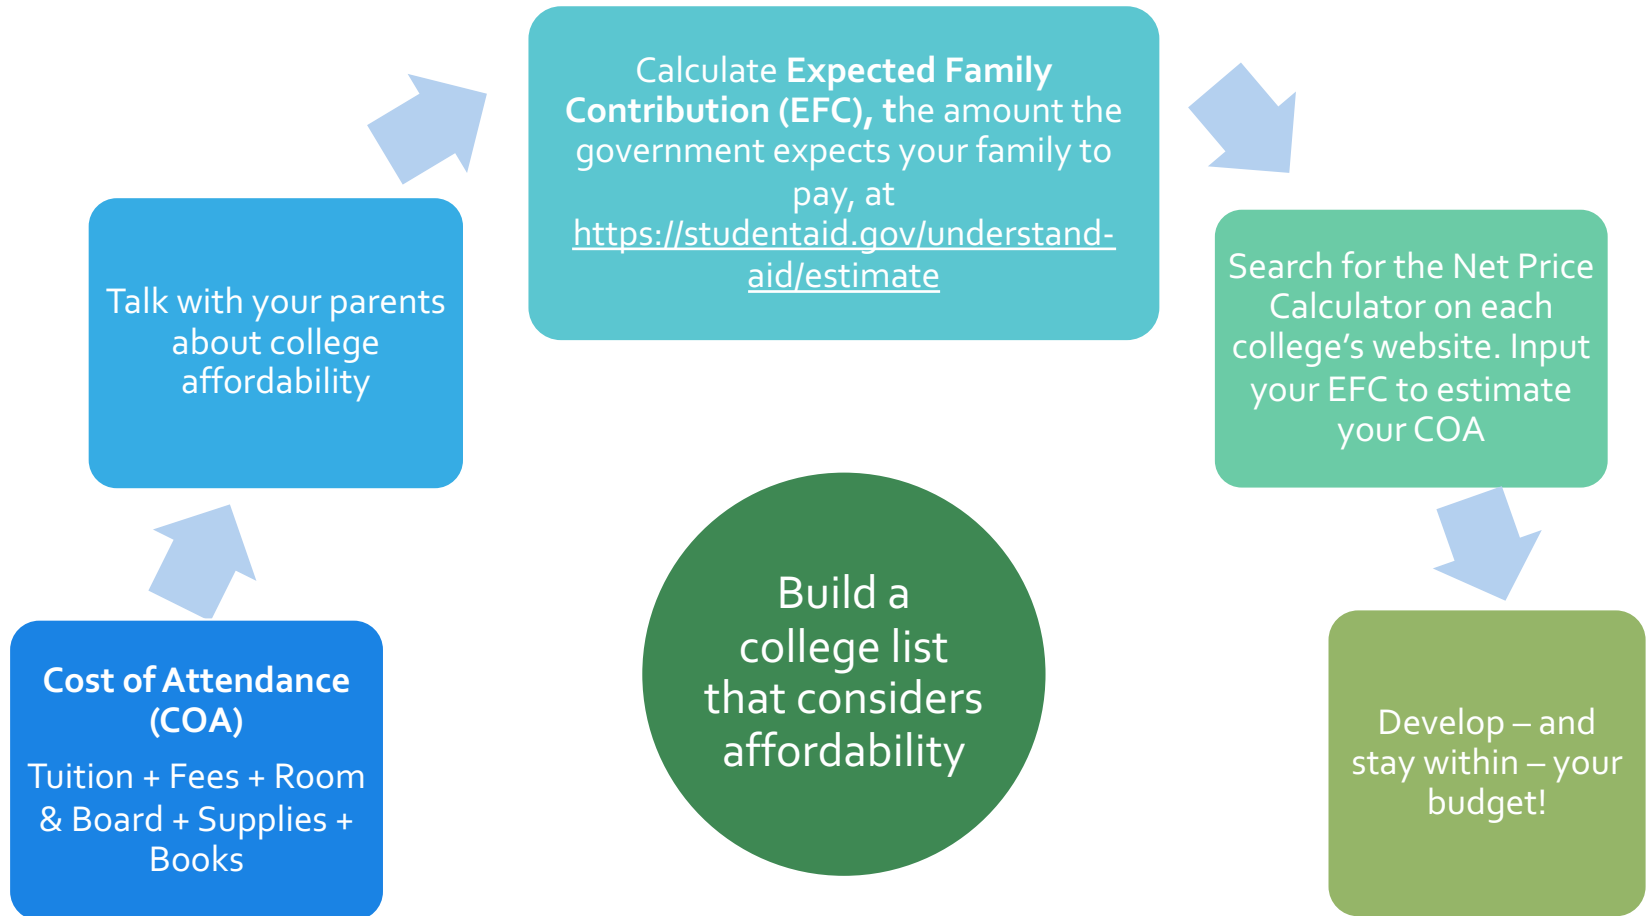 Cost of Attendance
(COA)
Tuition + Fees + Room
& Board + Supplies +
Books
Talk with your parents
about college
affordability
Calculate Expected Family
Contribution (EFC), the amount the
government expects your family to
pay, at
https://studentaid.gov/understand-
aid/estimate
Search for the Net Price
Calculator on each
college’s website. Input
your EFC to estimate
your COA
Develop – and
stay within – your
budget!
Build a
college list
that considers
affordability